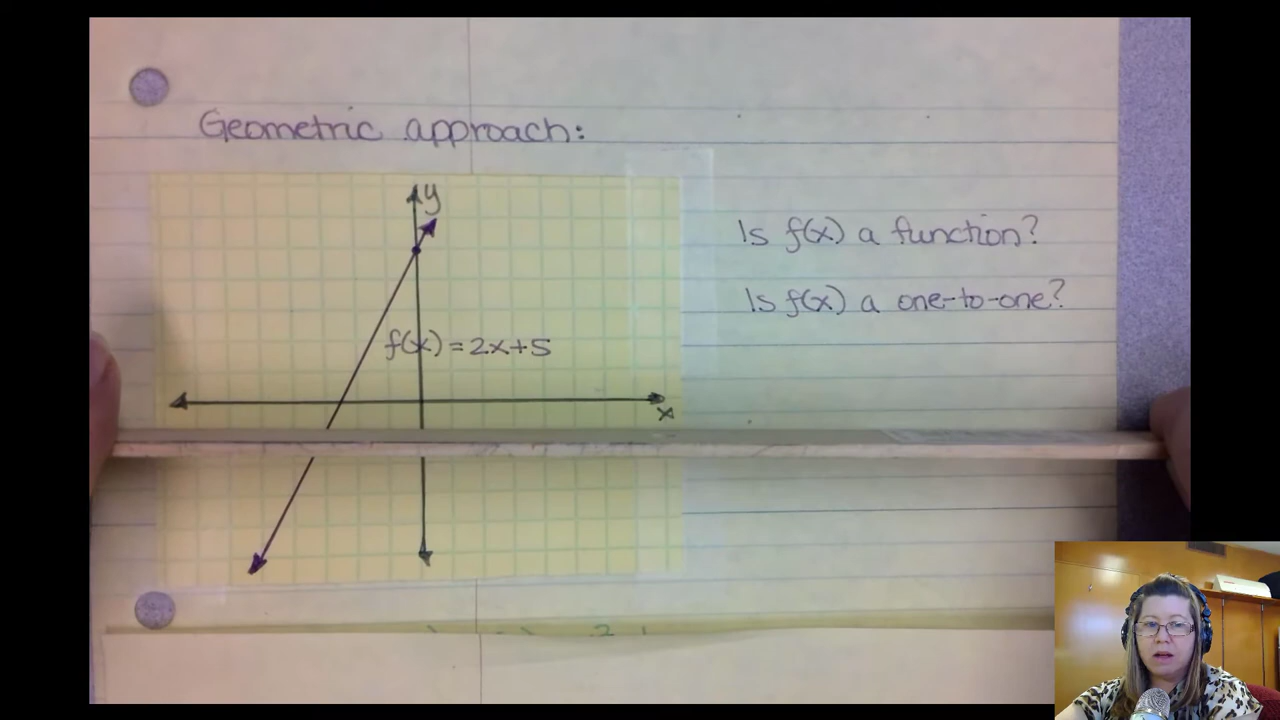 Geometric approach:
y
Is f(x) a function?
Is f(x) a one-to-one?
f(x) = 2x+5
x